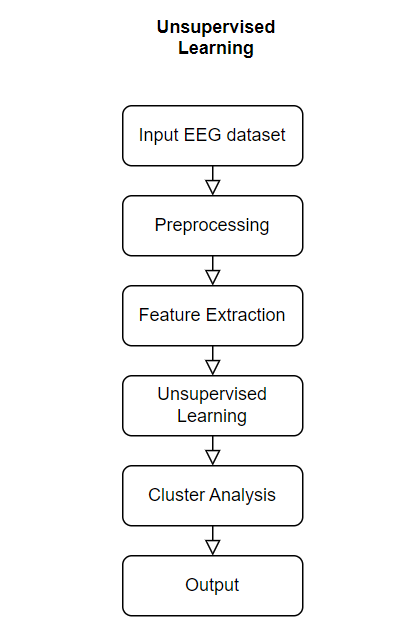 Unsupervised
Learning
Input EEG dataset
Preprocessing
Feature Extraction
Unsupervised
Learning
Cluster Analysis
Output